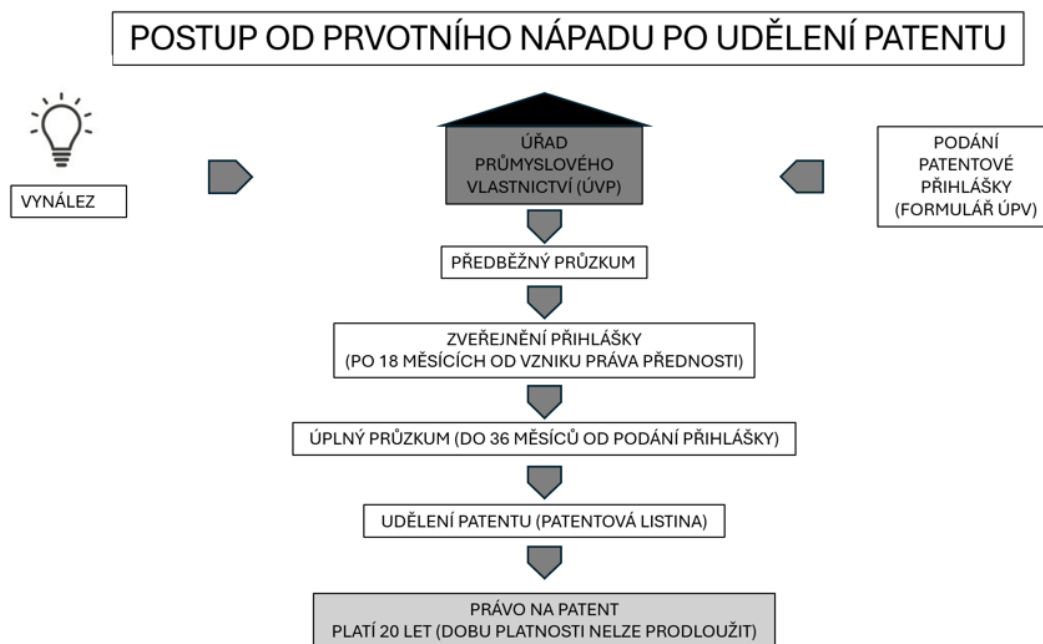 POSTUP OD PRVOTNÍHO NÁPADU PO UDĚLENÍ PATENTU
VYNÁLEZ
ÚŘAD
PRŮMYSLOVÉHO
VLASTNICTVÍ (ÚVP)
PODÁNÍ
PATENTOVÉ
PŘIHLÁŠKY
(FORMULÁŘ ÚPV)
PŘEDBĚŽNÝ PRŮZKUM
ZVEŘEJNĚNÍ PŘIHLÁŠKY
(PO 18 MĚSÍCÍCH OD VZNIKU PRÁVA PŘEDNOSTI)
ÚPLNÝ PRŮZKUM (DO 36 MĚSÍCŮ OD PODÁNÍ PŘIHLÁŠKY)
UDĚLENÍ PATENTU (PATENTOVÁ LISTINA)
PRÁVO NA PATENT
PLATÍ 20 LET (DOBU PLATNOSTI NELZE PRODLOUŽIT)